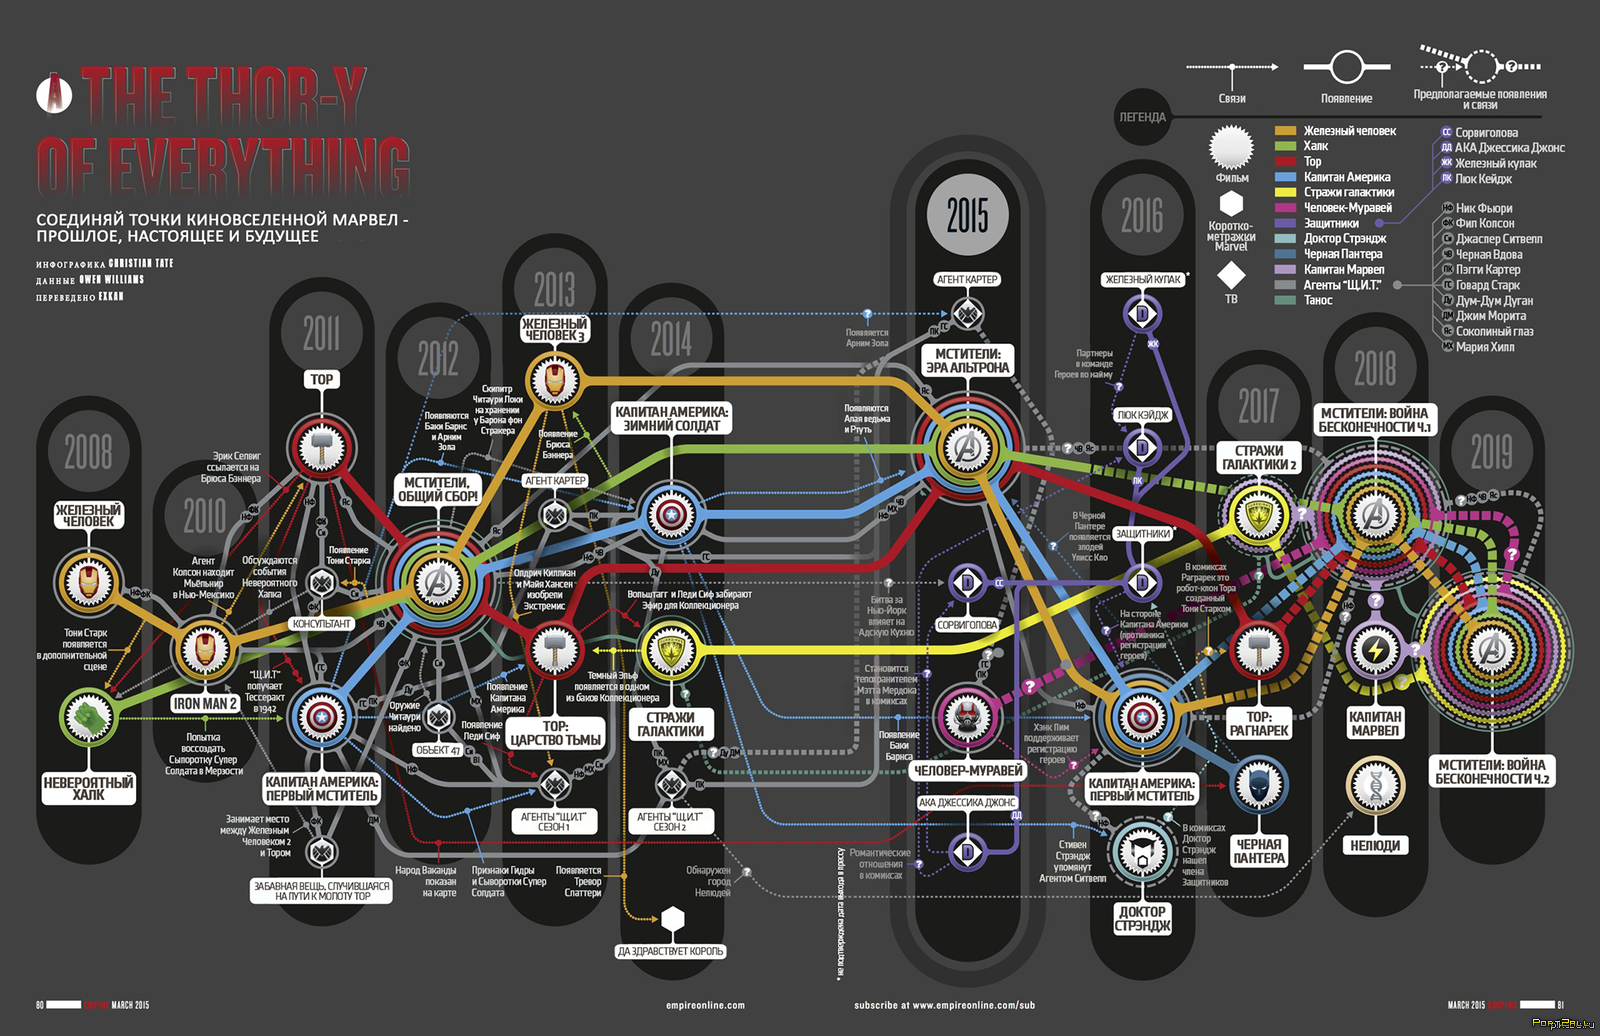 THE THOR-Y
OF EVERYTHING
СОЕДИНЯЙ ТОЧКИ КИНОВСЕЛЕННОЙ МАРВЕЛ -
ПРОШЛОЕ, НАСТОЯЩЕЕ И БУДУЩЕЕ
ИНФОГРАФИКА CHRISTIAN TATE
ДАННЫЕ OWEN WILLIAMS
ПЕРЕВЕДЕНО EXKAN
ЛЕГЕНДА
Связи
Появление
Предполагаемые появления
и связи
Фильм
Коротко-
метражки
Marvel
ТВ
Железный человек
Халк
Тор
Капитан Америка
Стражи галактики
Человек-Муравей
Защитники
Доктор Стрэндж
Черная Пантера
Капитан Марвел
Агенты "Щ.И.Т."
Танос
СС Сорвиголова
ДД АКА Джессика Джонс
ЖК Железный кулак
ПК Люк Кейдж
НФ Ник Фьюри
ФК Фил Колсон
Си Джаспер Ситвелл
ЧВ Черная Вдова
ПК Пэгги Картер
ГС Говард Старк
Ду Дум-Дум Дуган
ДМ Джим Морита
Яс Соколиный глаз
МХ Мария Хилл
2008
ЖЕЛЕЗНЫЙ
ЧЕЛОВЕК
Тони Старк
появляется
в дополнительной
сцене
НЕВЕРОЯТНЫЙ
ХАЛК
2010
Агент
Колсон находит
Мьёльнир
в Нью-Мексико
IRON MAN 2
"Щ.И.Т"
получает
Тессеракт
в 1942
Попытка
воссоздать
Сыворотку Супер
Солдата в Мерзости
2011
ТОР
Эрик Селвиг
ссылается на
Брюса Бэннера
Обсуждаются
события
Невероятного
Халка
Появление
Тони Старка
КОНСУЛЬТАНТ
КАПИТАН АМЕРИКА:
ПЕРВЫЙ МСТИТЕЛЬ
Занимает место
между Железным
Человеком 2
и Тором
ЗАБАВНАЯ ВЕЩЬ, СЛУЧИВШАЯСЯ
НА ПУТИ К МОЛОТУ ТОР
2012
Появляются
Баки Барнс
и Арним
Зола
МСТИТЕЛИ,
ОБЩИЙ СБОР!
Оружие
Читаури
найдено
ОБЪЕКТ 47
Народ Ваканды
показан
на карте
2013
ЖЕЛЕЗНЫЙ
ЧЕЛОВЕК 3
Скипитр
Читаури Локи
на хранении
у Барона фон
Стракера
Появление
Брюса
Бэннера
АГЕНТ КАРТЕР
Олдрич Киллиан
и Майя Хансен
изобрели
Экстремис
Появление
Капитана
Америка
Появление
Леди Сиф
ТОР:
ЦАРСТВО ТЬМЫ
АГЕНТЫ "Щ.И.Т"
СЕЗОН 1
Признаки Гидры
и Сыворотки Супер
Солдата
Появляется
Тревор
Слаттери
2014
КАПИТАН АМЕРИКА:
ЗИМНИЙ СОЛДАТ
Вольштагг и Леди Сиф забирают
Эфир для Коллекционера
Темный Эльф
появляется в одном
из баков Коллекционера
СТРАЖИ
ГАЛАКТИКИ
АГЕНТЫ "Щ.И.Т"
СЕЗОН 2
Обнаружен
город
Нелюдей
ДА ЗДРАВСТВУЕТ КОРОЛЬ
2015
АГЕНТ КАРТЕР
Появляется
Арним Зола
МСТИТЕЛИ:
ЭРА АЛЬТРОНА
Появляются
Алая ведьма
и Ртуть
Битва за
Нью-Йорк
влияет на
Адскую Кухню
СОРВИГОЛОВА
Становится
телохранителем
Мэтта Мердока
в комиксах
Появление
Баки
Барнса
ЧЕЛОВЕР-МУРАВЕЙ
АКА ДЖЕССИКА ДЖОНС
Романтические
отношения
в комиксах
* не подтверждена дата выхода в прессу
2016
ЖЕЛЕЗНЫЙ КУЛАК *
Партнеры
в команде
Героев по найму
ЛЮК КЭЙДЖ
В Черной
Пантере
появляется
злодей
Улисс Кло
ЗАЩИТНИКИ *
На стороне
Капитана Америки
(противника
регистрации
героев)
Хэнк Пим
поддерживает
регистрацию
героев
КАПИТАН АМЕРИКА:
ПЕРВЫЙ МСТИТЕЛЬ
Стивен
Стрэндж
упомянут
Агентом Ситвелл
В комиксах
Доктор
Стрэндж
нашел
члена
Защитников
ДОКТОР
СТРЭНДЖ
2017
СТРАЖИ
ГАЛАКТИКИ 2
В комиксах
Раграрек это
робот-клон Тора
созданный
Тони Старком
ТОР:
РАГНАРЕК
ЧЕРНАЯ
ПАНТЕРА
2018
МСТИТЕЛИ: ВОЙНА
БЕСКОНЕЧНОСТИ Ч.1
КАПИТАН
МАРВЕЛ
НЕЛЮДИ
2019
МСТИТЕЛИ: ВОЙНА
БЕСКОНЕЧНОСТИ Ч.2
80 EMPIRE MARCH 2015
empireonline.com
subscribe at www.empireonline.com/sub
MARCH 2015 EMPIRE 81